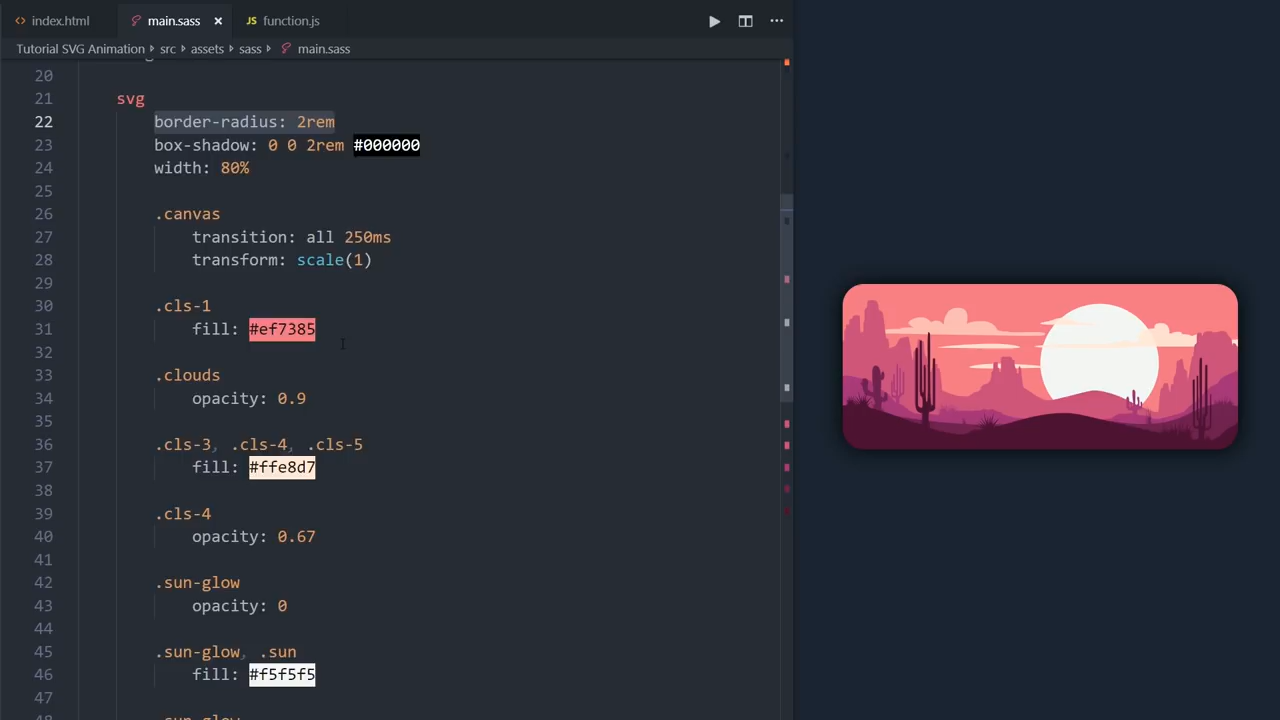 index.html main.sass × JS function.js
Tutorial SVG Animation › src › assets › sass › main.sass
20
21 svg
22 border-radius: 2rem
23 box-shadow: 0 0 2rem #000000
24 width: 80%
25
26 .canvas
27 transition: all 250ms
28 transform: scale(1)
29
30 .cls-1
31 fill: #ef7385
32
33 .clouds
34 opacity: 0.9
35
36 .cls-3, .cls-4, .cls-5
37 fill: #ffe8d7
38
39 .cls-4
40 opacity: 0.67
41
42 .sun-glow
43 opacity: 0
44
45 .sun-glow, .sun
46 fill: #f5f5f5
47